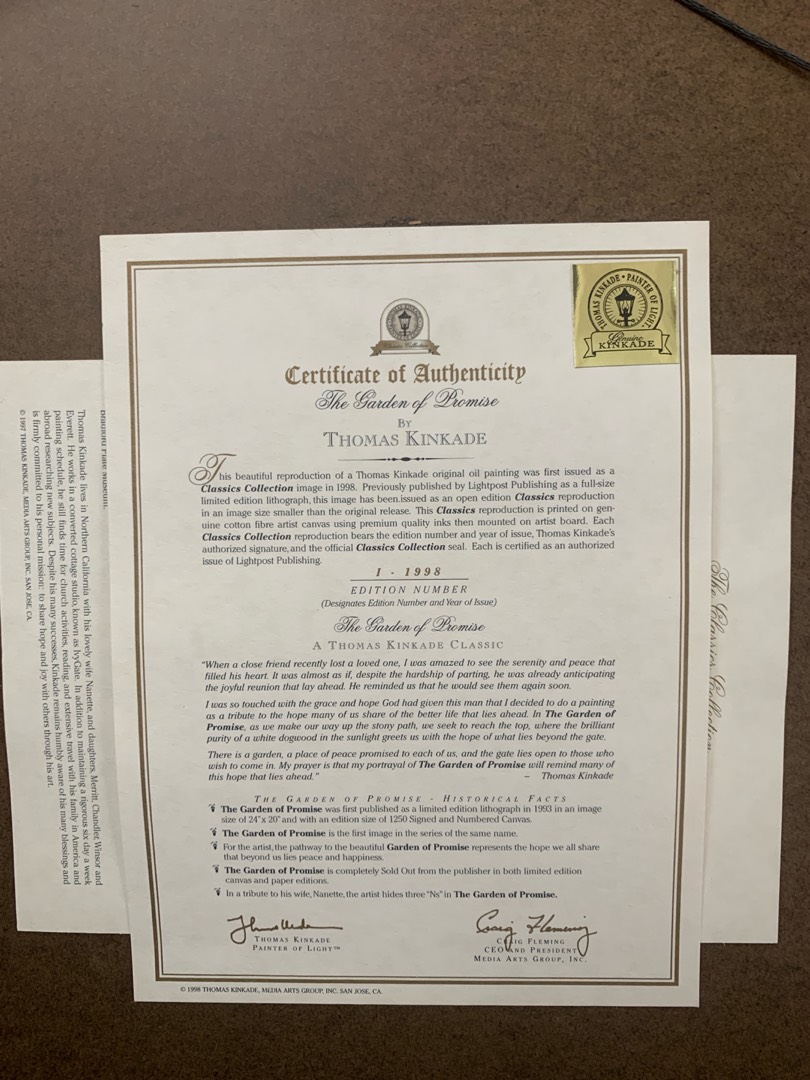 THOMAS KINKADE • PAINTER OF LIGHT
Genuine
KINKADE
Certificate of Authenticity
The Garden of Promise
BY
THOMAS KINKADE
This beautiful reproduction of a Thomas Kinkade original oil painting was first issued as a
Classics Collection image in 1998. Previously published by Lightpost Publishing as a full-size
limited edition lithograph, this image has been issued as an open edition Classics reproduction
in an image size smaller than the original release. This Classics reproduction is printed on gen-
uine cotton fibre artist canvas using premium quality inks then mounted on artist board. Each
Classics Collection reproduction bears the edition number and year of issue, Thomas Kinkade's
authorized signature, and the official Classics Collection seal. Each is certified as an authorized
issue of Lightpost Publishing.
1 - 1998
EDITION NUMBER
(Designates Edition Number and Year of Issue)
The Garden of Promise
A THOMAS KINKADE CLASSIC
"When a close friend recently lost a loved one, I was amazed to see the serenity and peace that
filled his heart. It was almost as if, despite the hardship of parting, he was already anticipating
the joyful reunion that lay ahead. He reminded us that he would see them again soon.
I was so touched with the grace and hope God had given this man that I decided to do a painting
as a tribute to the hope many of us share of the better life that lies ahead. In The Garden of
Promise, as we make our way up the stony path, we seek to reach the top, where the brilliant
purity of a white dogwood in the sunlight greets us with the hope of what lies beyond the gate.
There is a garden, a place of peace promised to each of us, and the gate lies open to those who
wish to come in. My prayer is that my portrayal of The Garden of Promise will remind many of
this hope that lies ahead." – Thomas Kinkade
THE GARDEN OF PROMISE - HISTORICAL FACTS
The Garden of Promise was first published as a limited edition lithograph in 1993 in an image
size of 24"x 20" and with an edition size of 1250 Signed and Numbered Canvas.
The Garden of Promise is the first image in the series of the same name.
For the artist, the pathway to the beautiful Garden of Promise represents the hope we all share
that beyond us lies peace and happiness.
The Garden of Promise is completely Sold Out from the publisher in both limited edition
canvas and paper editions.
In a tribute to his wife, Nanette, the artist hides three "Ns" in The Garden of Promise.
THOMAS KINKADE
PAINTER OF LIGHT™
Craig Fleming
CRAIG FLEMING
CEO AND PRESIDENT
MEDIA ARTS GROUP, INC.
© 1998 THOMAS KINKADE, MEDIA ARTS GROUP, INC. SAN JOSE, CA.
Thomas Kinkade lives in Northern California with his lovely wife Nanette, and daughters, Merritt, Chandler, Winsor and
Everett. He works in a converted cottage studio, known as IvyGate. In addition to maintaining a rigorous six day a week
painting schedule, he still finds time for church activities, reading, and extensive travel with his family in America and
abroad researching new subjects. Despite his many successes, Kinkade remains humbly aware of his many blessings and
is firmly committed to his personal mission: to share hope and joy with others through his art.
© 1997 THOMAS KINKADE, MEDIA ARTS GROUP, INC. SAN JOSE, CA.
The Classics Collection